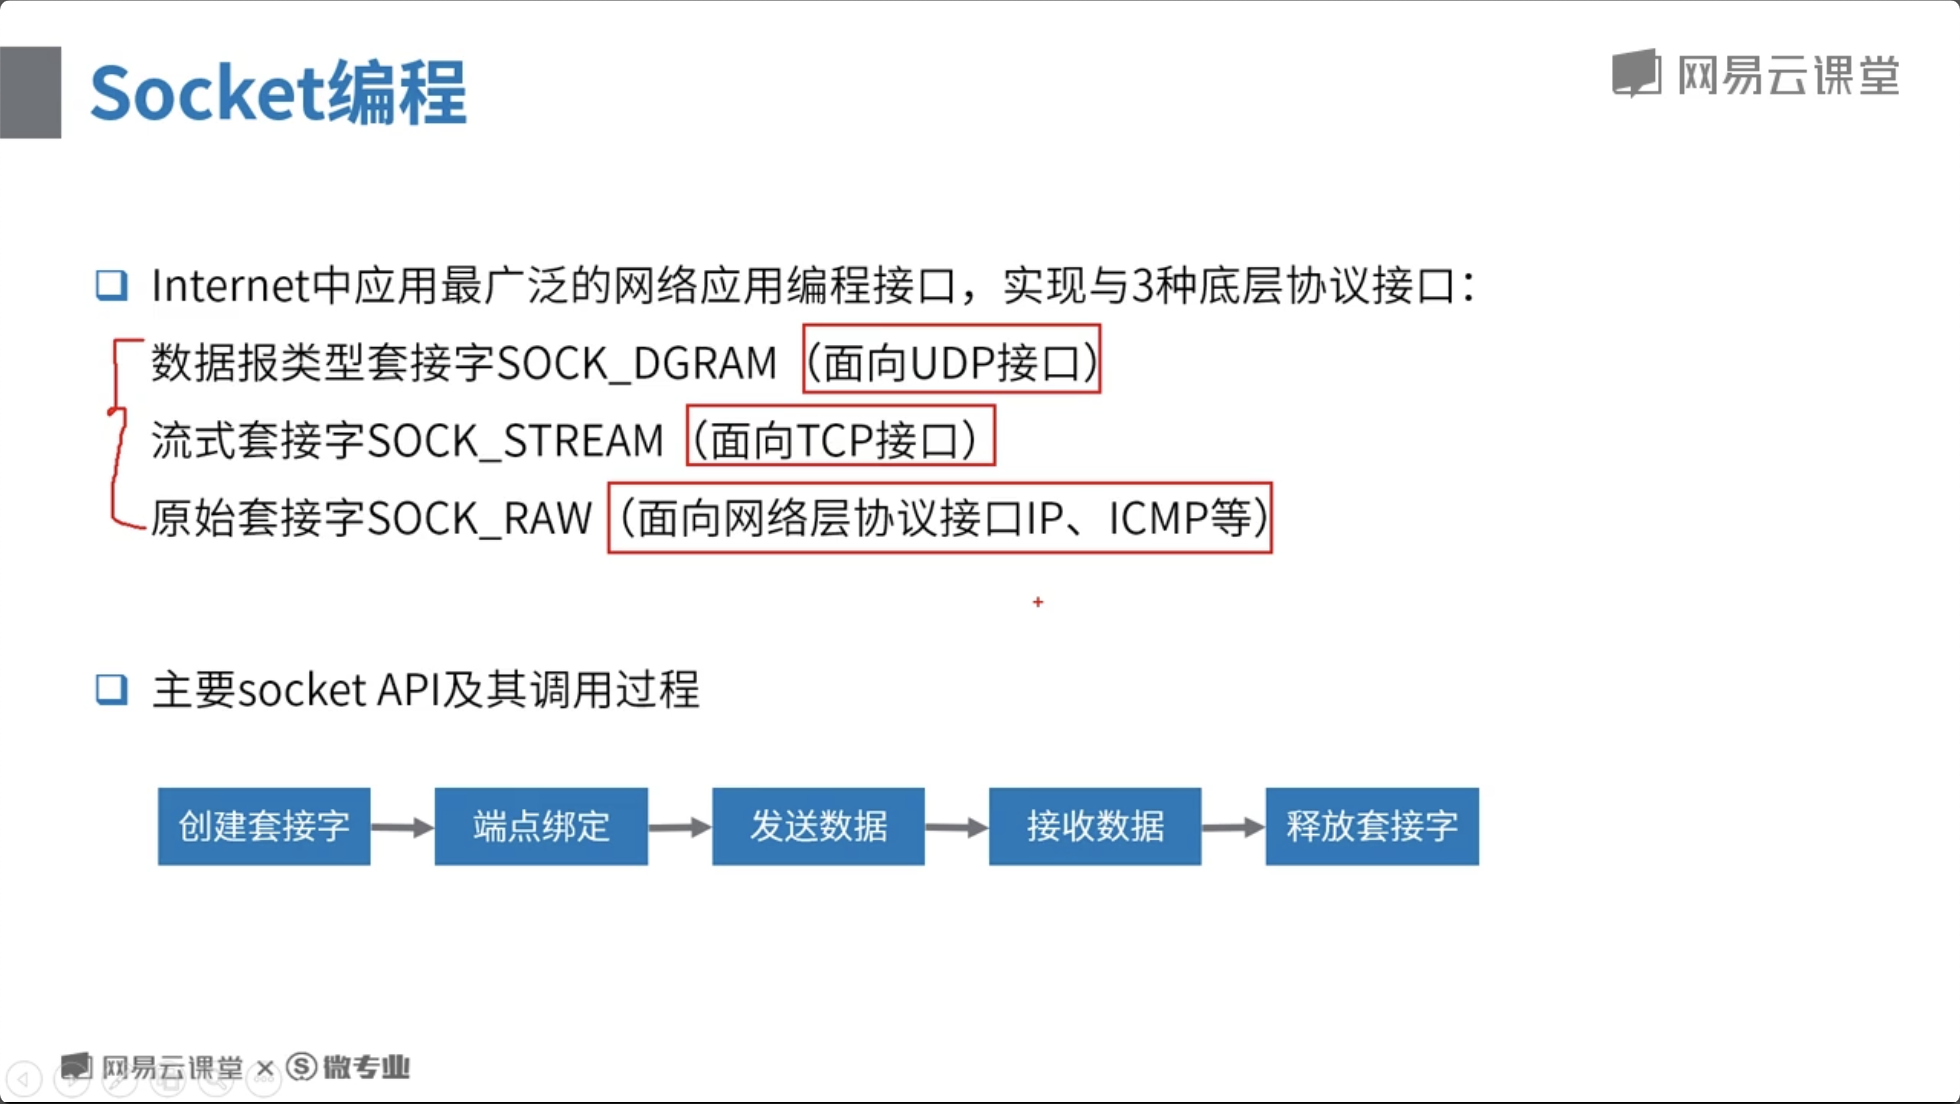 Socket编程
网易云课堂
Internet中应用最广泛的网络应用编程接口，实现与3种底层协议接口：
数据报类型套接字SOCK_DGRAM（面向UDP接口）
流式套接字SOCK_STREAM（面向TCP接口）
原始套接字SOCK_RAW（面向网络层协议接口IP、ICMP等）
主要socket API及其调用过程
创建套接字
端点绑定
发送数据
接收数据
释放套接字
网易云课堂 × 微专业